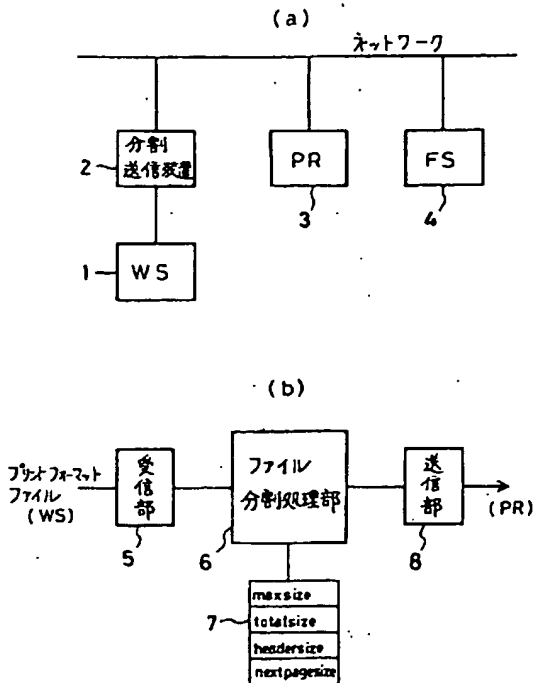 (a)
ネットワーク
分割
送信装置
2
PR
3
FS
4
1
WS
(b)
プリントフォーマット
ファイル
(WS)
受信部
5
ファイル
分割処理部
6
送信部
8
(PR)
7
maxsize
totalsize
headersize
nextpagesize